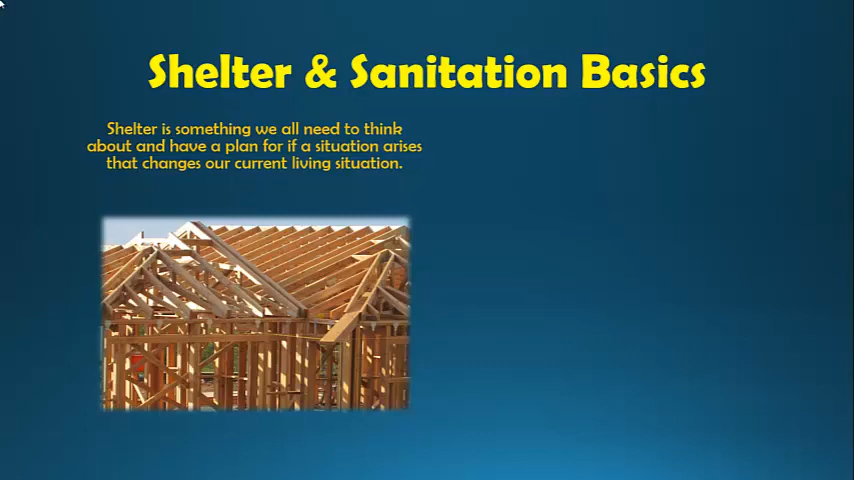 Shelter & Sanitation Basics
Shelter is something we all need to think
about and have a plan for if a situation arises
that changes our current living situation.